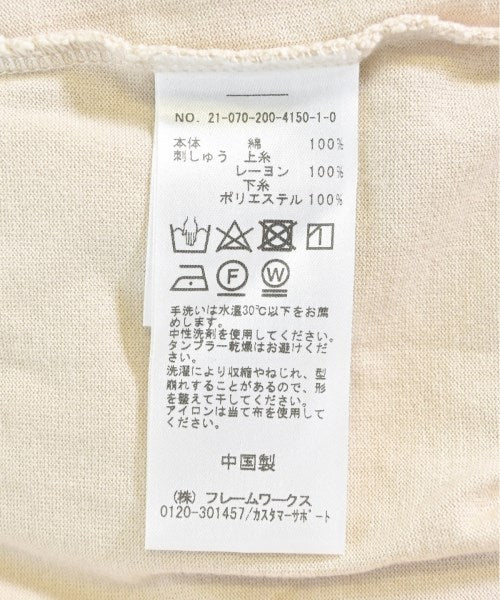 NO. 21-070-200-4150-1-0
本体 綿 100%
刺しゅう 上糸
レーヨン 100%
下糸
ポリエステル 100%
F W
手洗いは水温30℃以下をお薦
めします。
中性洗剤を使用してください。
タンブラー乾燥はお避けくだ
さい。
洗濯により収縮やねじれ、型
崩れすることがあるので、形
を整えて干してください。
アイロンは当て布を使用して
ください。
中国製
(株) フレームワークス
0120-301457/カスタマーサポート